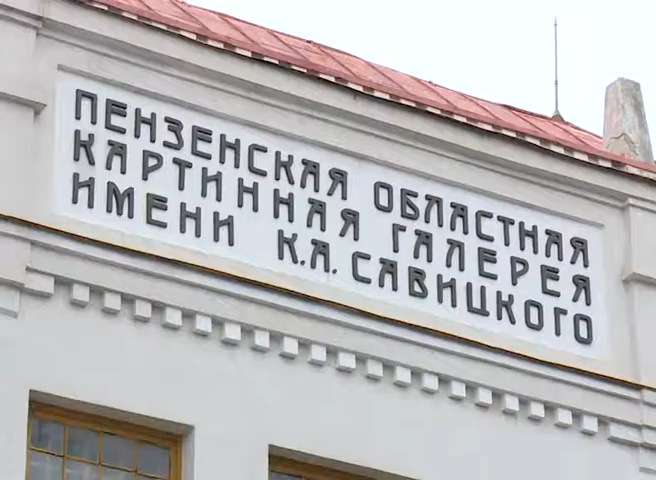 ПЕНЗЕНСКАЯ ОБЛАСТНАЯ
КАРТИННАЯ ГАЛЕРЕЯ
ИМЕНИ К.А. САВИЦКОГО